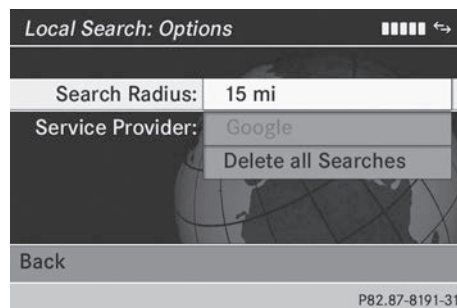 Local Search: Options
Search Radius: 15 mi
Service Provider: Google
Delete all Searches
Back
P82.87-8191-31